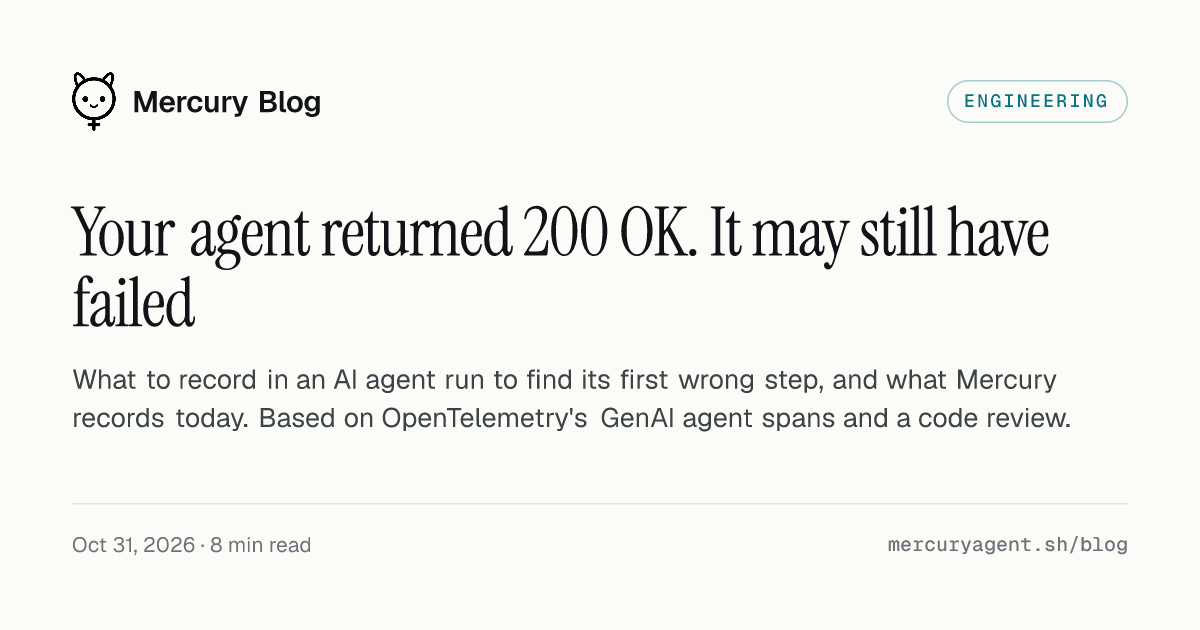 Mercury Blog
ENGINEERING
Your agent returned 200 OK. It may still have
failed
What to record in an AI agent run to find its first wrong step, and what Mercury
records today. Based on OpenTelemetry's GenAI agent spans and a code review.
Oct 31, 2026 · 8 min read
mercuryagent.sh/blog